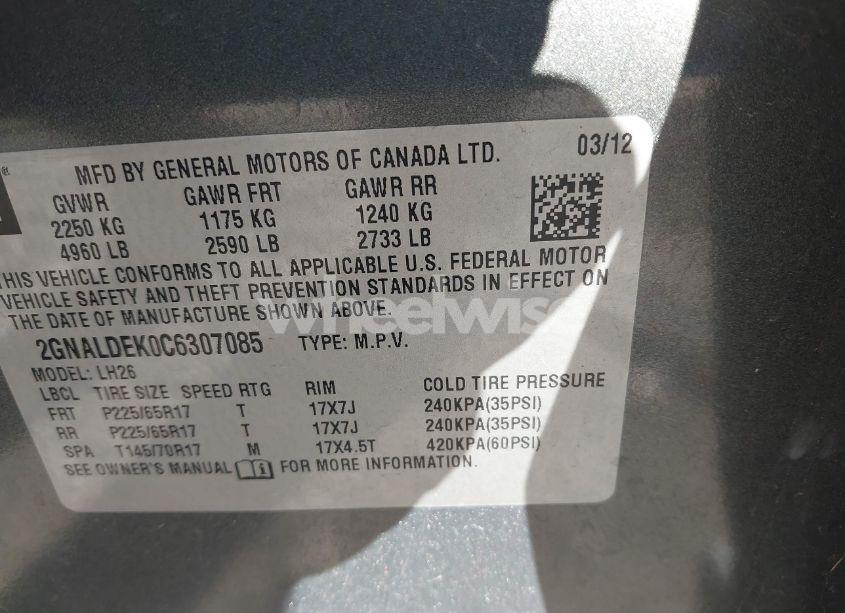 MFD BY GENERAL MOTORS OF CANADA LTD. 03/12
GVWR GAWR FRT GAWR RR
2250 KG 1175 KG 1240 KG
4960 LB 2590 LB 2733 LB
THIS VEHICLE CONFORMS TO ALL APPLICABLE U.S. FEDERAL MOTOR
VEHICLE SAFETY AND THEFT PREVENTION STANDARDS IN EFFECT ON
THE DATE OF MANUFACTURE SHOWN ABOVE.
wheelwise
2GNALDEK0C6307085 TYPE: M.P.V.
MODEL: LH26
LBCL TIRE SIZE SPEED RTG RIM COLD TIRE PRESSURE
FRT P225/65R17 T 17X7J 240KPA(35PSI)
RR P225/65R17 T 17X7J 240KPA(35PSI)
SPA T145/70R17 M 17X4.5T 420KPA(60PSI)
SEE OWNER'S MANUAL FOR MORE INFORMATION.